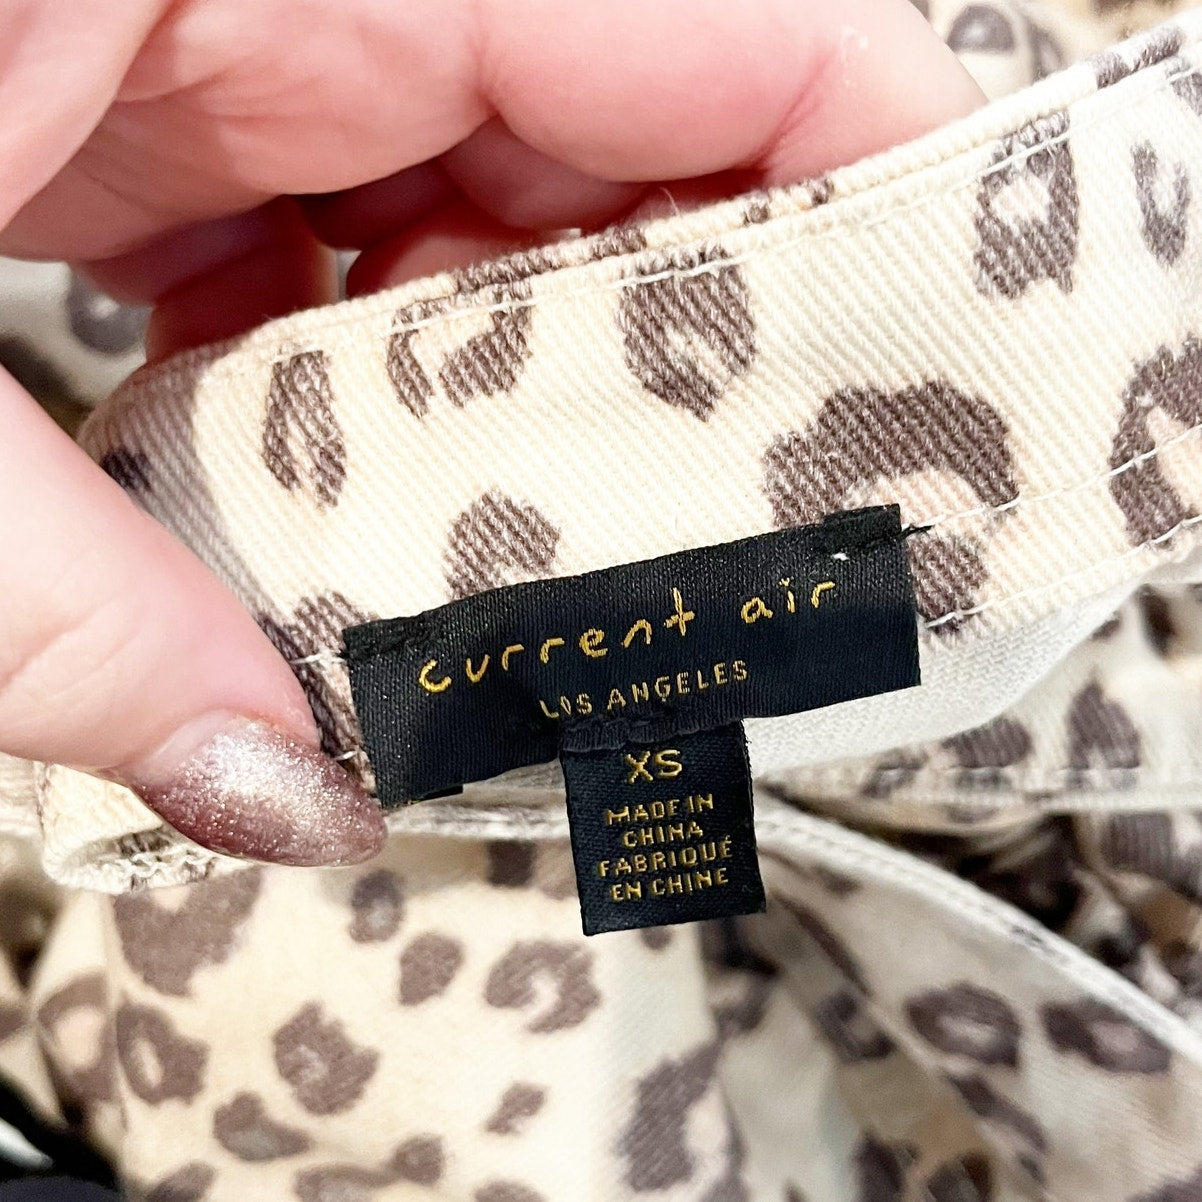 current air
LOS ANGELES
XS
MADE IN
CHINA
FABRIQUÉ
EN CHINE